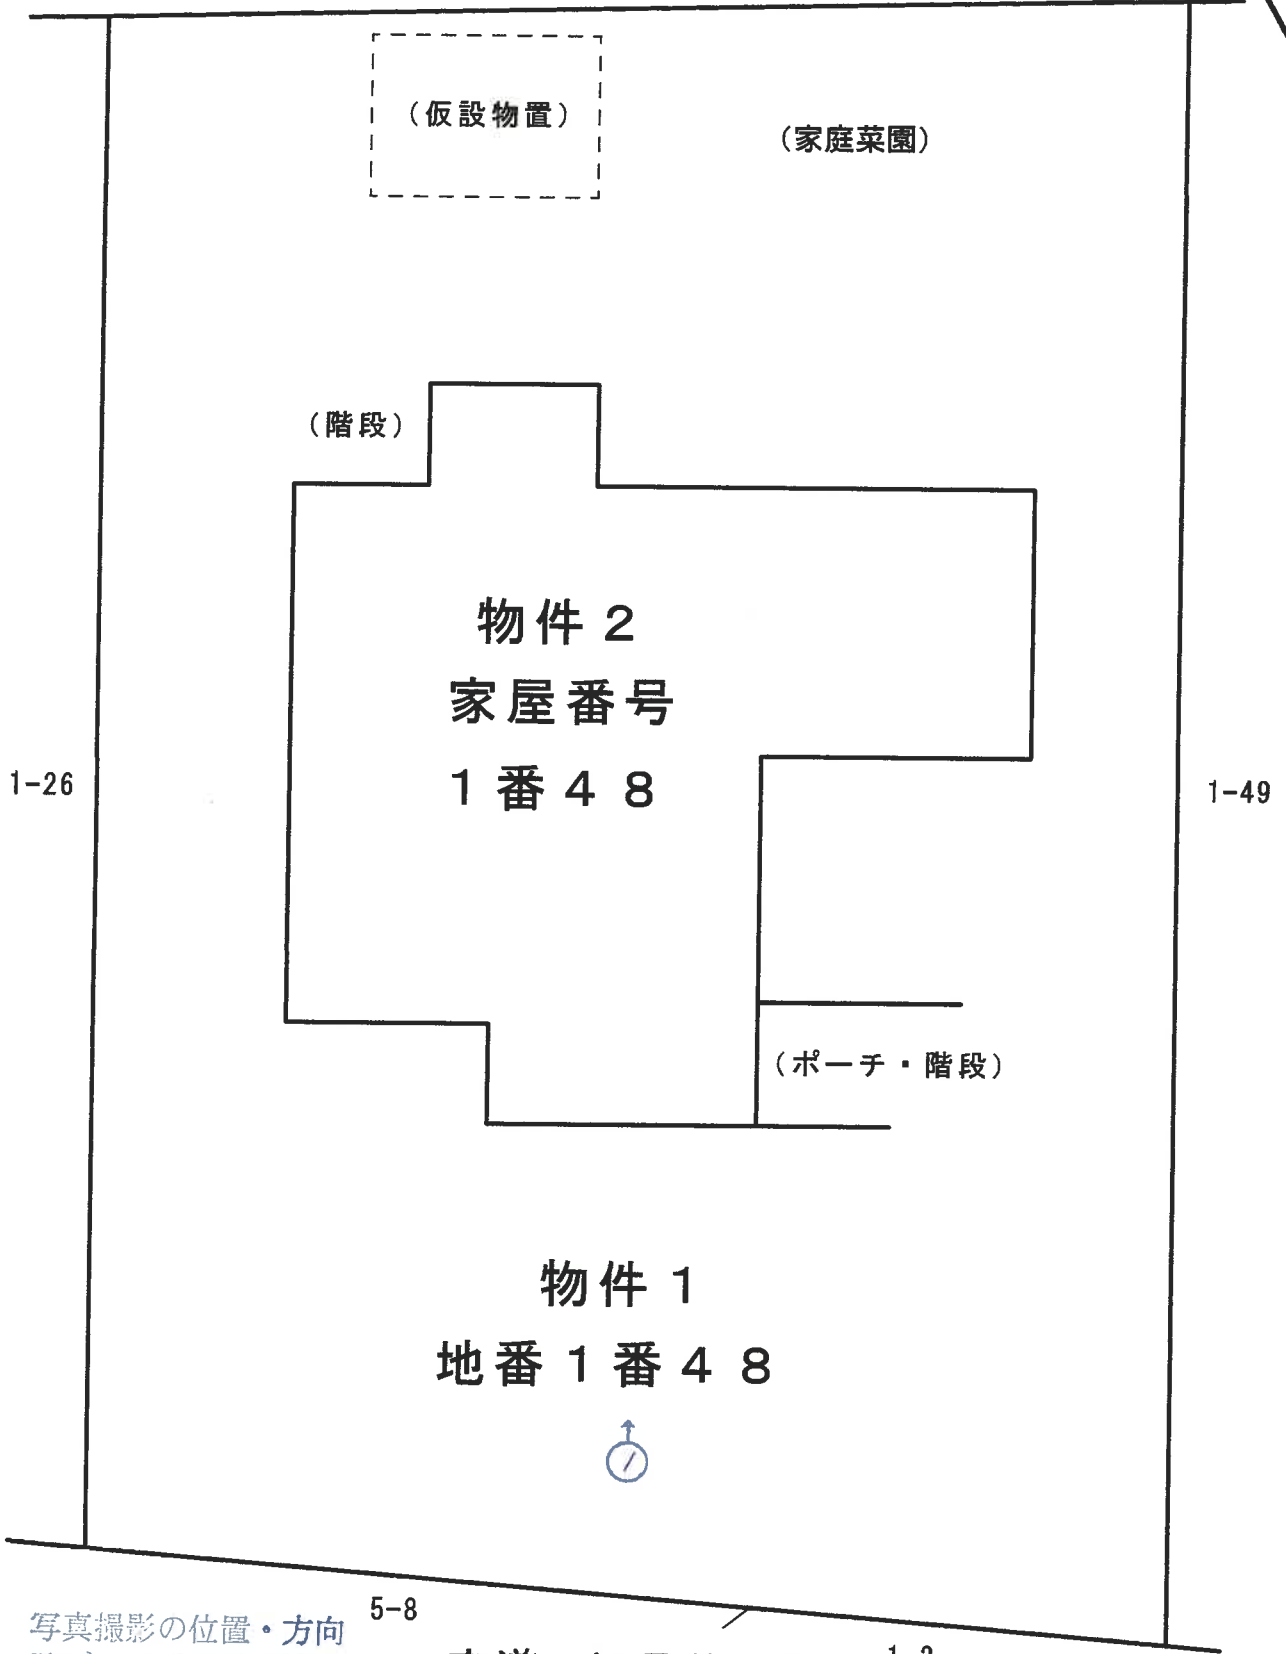 (仮設物置)
(家庭菜園)
(階段)
物件2
家屋番号
1番48
1-26
1-49
(ポーチ・階段)
物件1
地番1番48
5-8
写真撮影の位置・方向